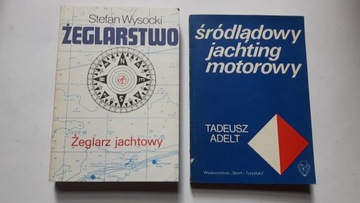 Stefan Wysocki
ŻEGLARSTWO
Żeglarz jachtowy
śródlądowy
jachting
motorowy
TADEUSZ
ADELT
Wydawnictwo „Sport i Turystyka"